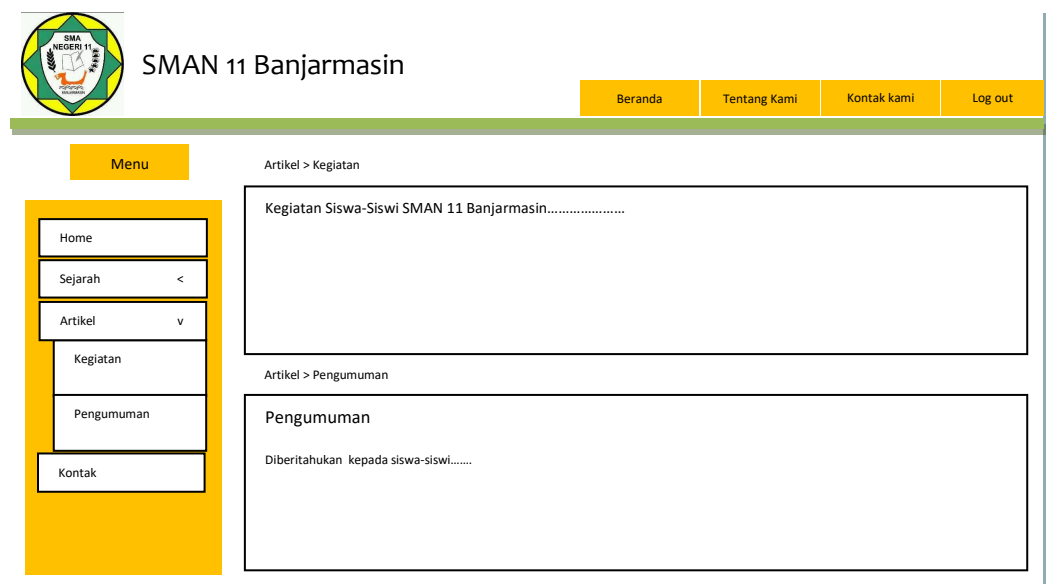 SMA
NEGERI 11
BANJARMASIN
SMAN 11 Banjarmasin
Beranda
Tentang Kami
Kontak kami
Log out
Menu
Home
Sejarah <
Artikel v
Kegiatan
Pengumuman
Kontak
Artikel > Kegiatan
Kegiatan Siswa-Siswi SMAN 11 Banjarmasin…………………
Artikel > Pengumuman
Pengumuman
Diberitahukan kepada siswa-siswi…....